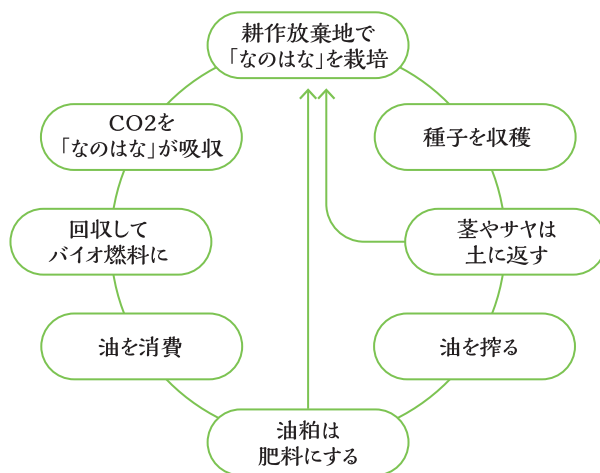 耕作放棄地で
「なのはな」を栽培
種子を収穫
茎やサヤは
土に返す
油を搾る
油粕は
肥料にする
油を消費
回収して
バイオ燃料に
CO2を
「なのはな」が吸収